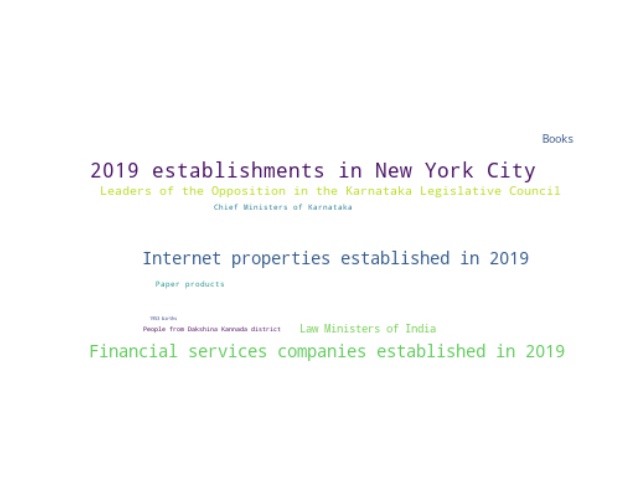 Books
2019 establishments in New York City
Leaders of the Opposition in the Karnataka Legislative Council
Chief Ministers of Karnataka
Internet properties established in 2019
Paper products
births
People from Dakshina Kannada district Law Ministers of India
Financial services companies established in 2019